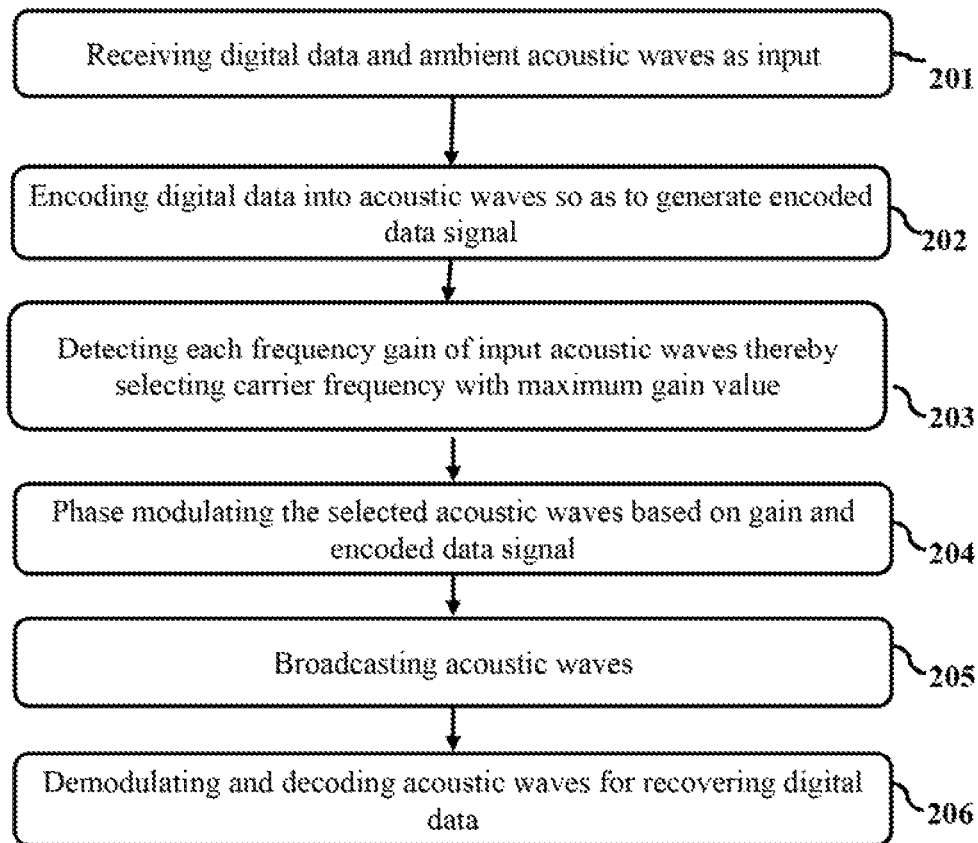 Receiving digital data and ambient acoustic waves as input
201
Encoding digital data into acoustic waves so as to generate encoded
data signal
202
Detecting each frequency gain of input acoustic waves thereby
selecting carrier frequency with maximum gain value
203
Phase modulating the selected acoustic waves based on gain and
encoded data signal
204
Broadcasting acoustic waves
205
Demodulating and decoding acoustic waves for recovering digital
data
206